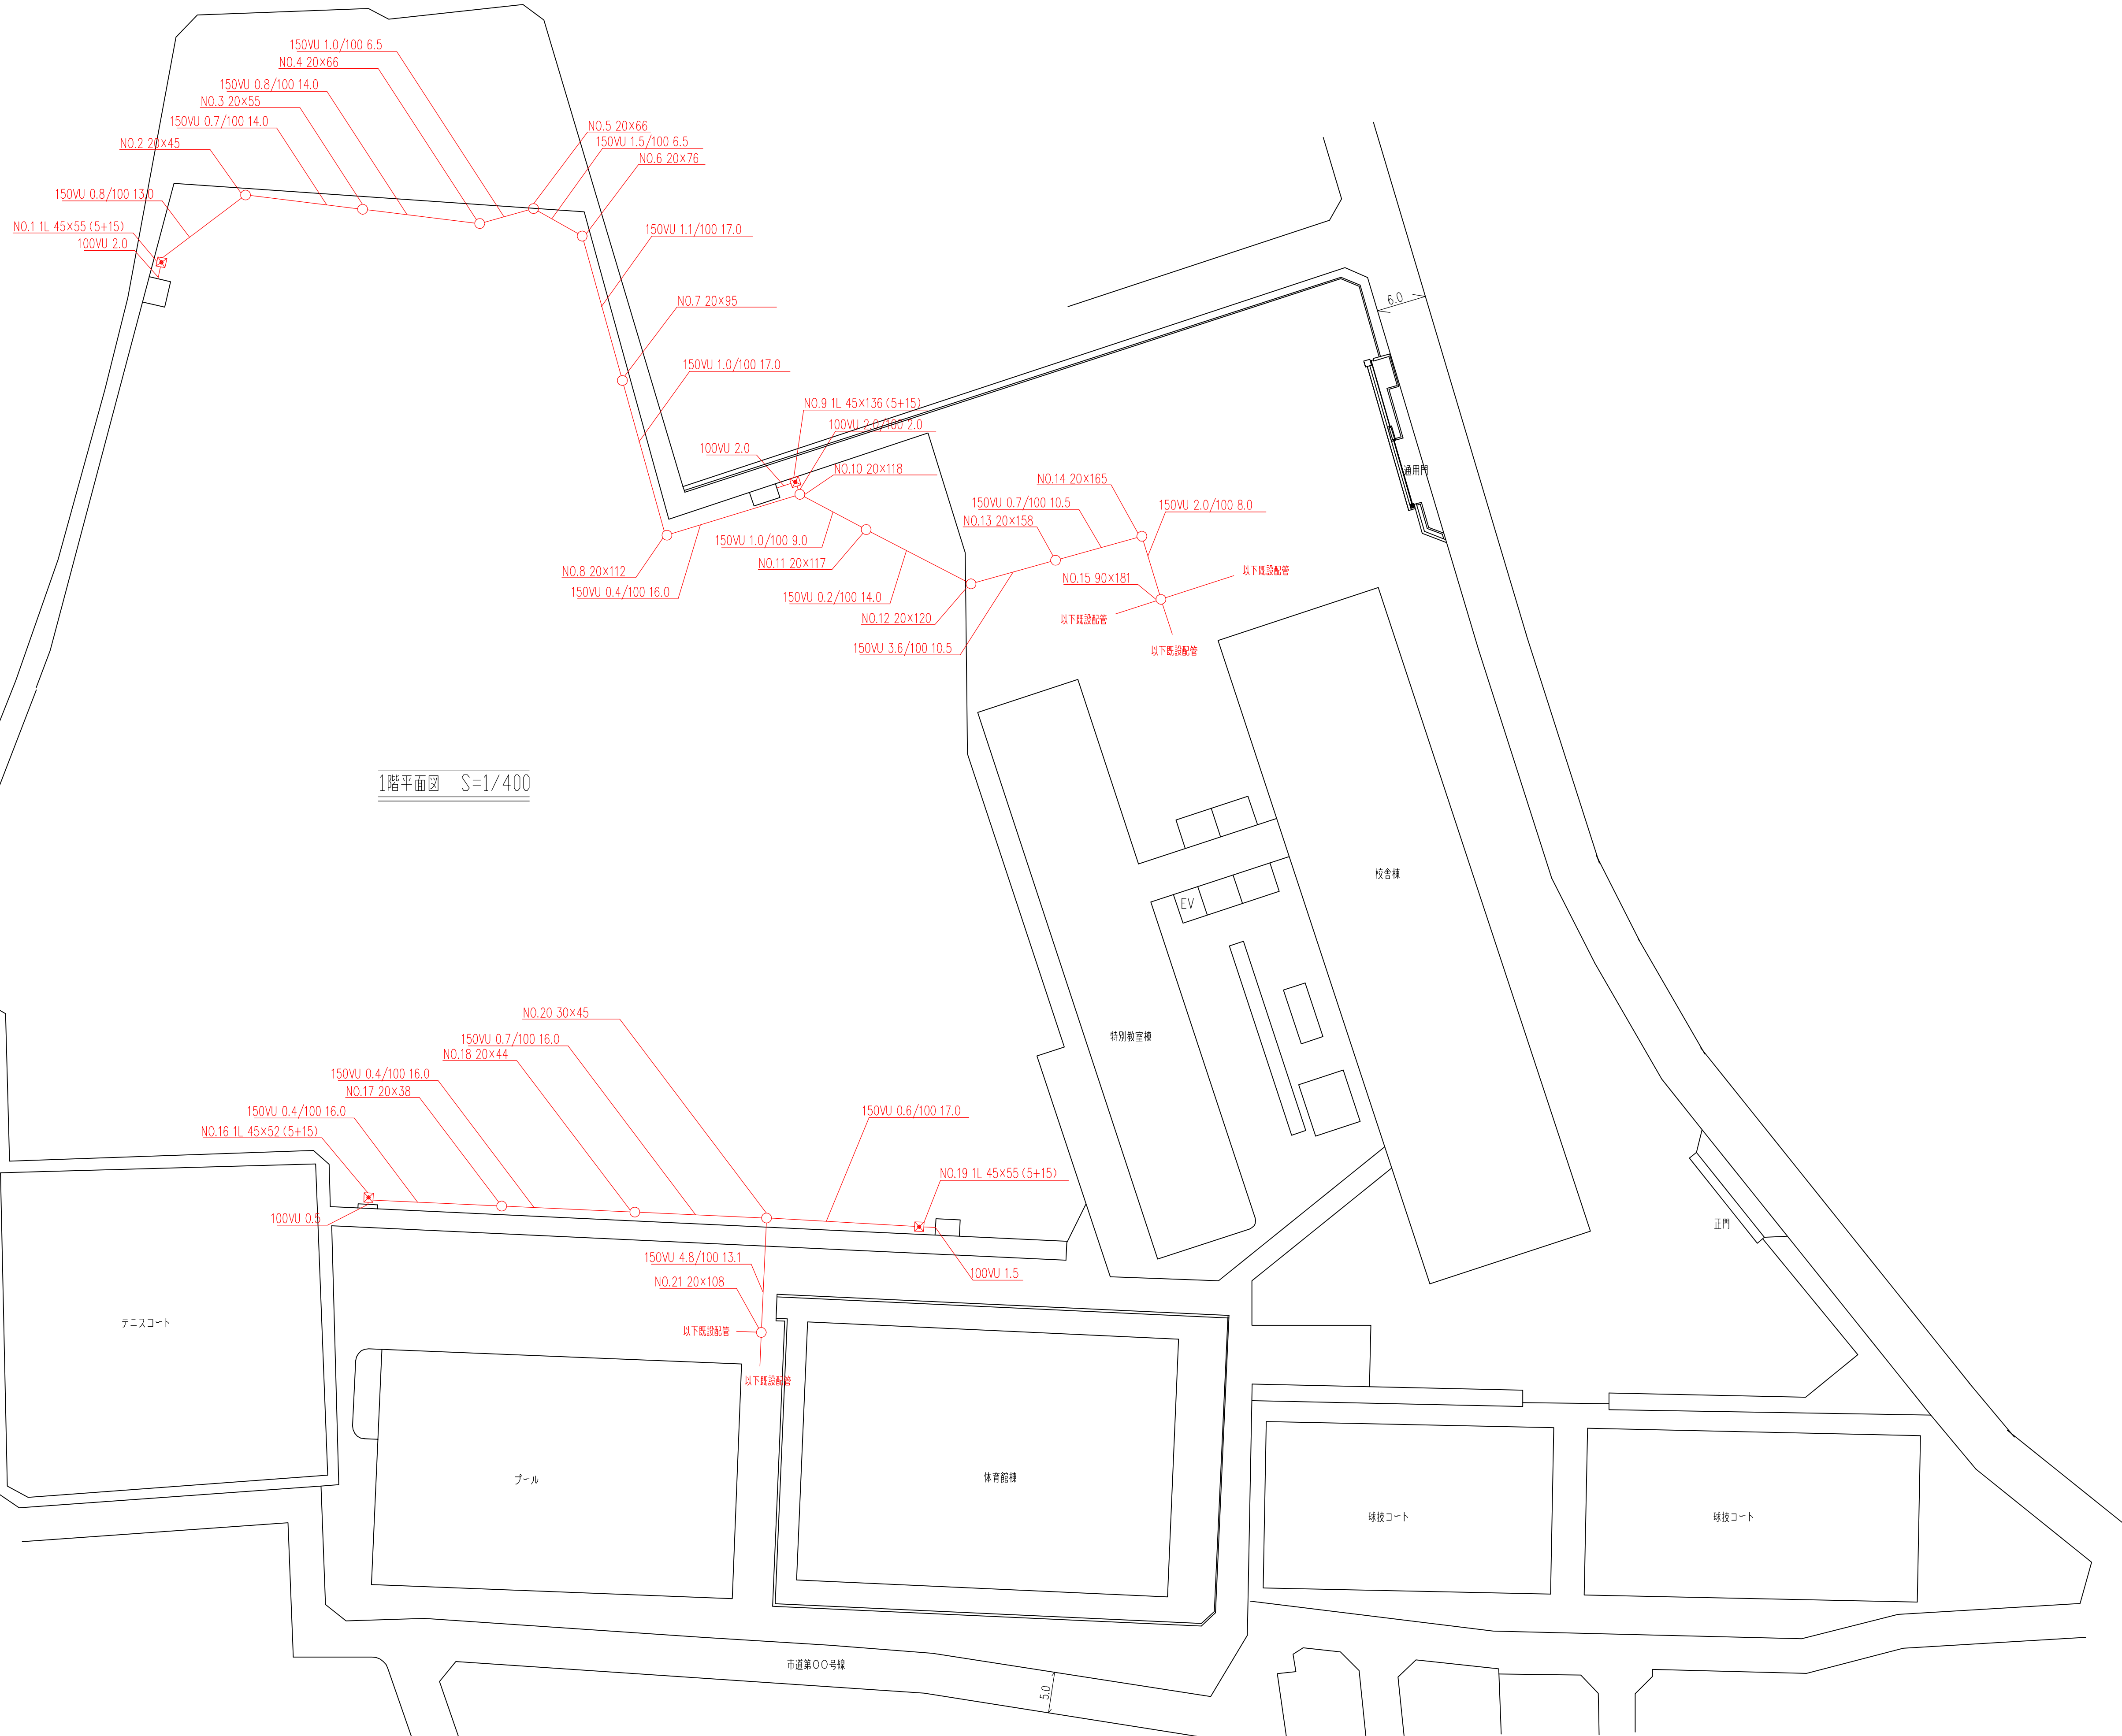 150VU 1.0/100 6.5
NO.4 20×66
150VU 0.8/100 14.0
NO.3 20×55
150VU 0.7/100 14.0
NO.2 20×45
150VU 0.8/100 13.0
NO.1 1L 45×55 (5+15)
100VU 2.0
NO.5 20×66
150VU 1.5/100 6.5
NO.6 20×76
150VU 1.1/100 17.0
NO.7 20×95
150VU 1.0/100 17.0
NO.9 1L 45×136 (5+15)
100VU 2.0/100 2.0
100VU 2.0
NO.10 20×118
150VU 1.0/100 9.0
NO.11 20×117
NO.8 20×112
150VU 0.4/100 16.0
150VU 0.2/100 14.0
NO.12 20×120
150VU 3.6/100 10.5
NO.14 20×165
150VU 0.7/100 10.5
NO.13 20×158
150VU 2.0/100 8.0
NO.15 90×181
以下既設配管
以下既設配管
以下既設配管
6.0
通用門
1階平面図 S=1/400
校舎棟
EV
特別教室棟
正門
NO.20 30×45
150VU 0.7/100 16.0
NO.18 20×44
150VU 0.4/100 16.0
NO.17 20×38
150VU 0.4/100 16.0
NO.16 1L 45×52 (5+15)
100VU 0.5
150VU 0.6/100 17.0
NO.19 1L 45×55 (5+15)
100VU 1.5
150VU 4.8/100 13.1
NO.21 20×108
以下既設配管
以下既設配管
テニスコート
プール
体育館棟
球技コート
球技コート
市道第〇〇号線
5.0